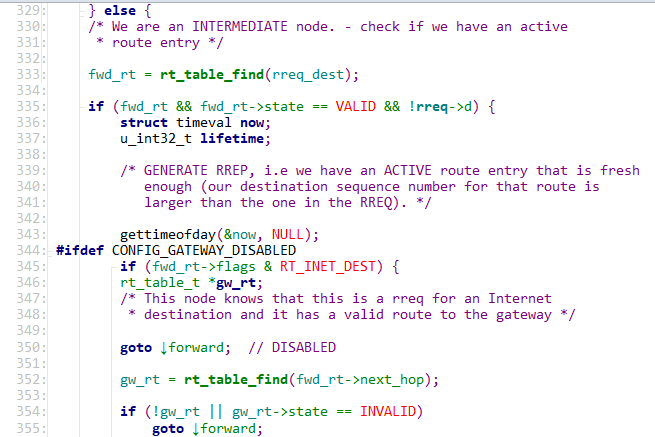 329: } else {
330: /* We are an INTERMEDIATE node. - check if we have an active
331: * route entry */
332:
333: fwd_rt = rt_table_find(rreq_dest);
334:
335: if (fwd_rt && fwd_rt->state == VALID && !rreq->d) {
336: struct timeval now;
337: u_int32_t lifetime;
338:
339: /* GENERATE RREP, i.e we have an ACTIVE route entry that is fresh
340: enough (our destination sequence number for that route is
341: larger than the one in the RREQ). */
342:
343: gettimeofday(&now, NULL);
344: #ifdef CONFIG_GATEWAY_DISABLED
345: if (fwd_rt->flags & RT_INET_DEST) {
346: rt_table_t *gw_rt;
347: /* This node knows that this is a rreq for an Internet
348: * destination and it has a valid route to the gateway */
349:
350: goto ↓forward; // DISABLED
351:
352: gw_rt = rt_table_find(fwd_rt->next_hop);
353:
354: if (!gw_rt || gw_rt->state == INVALID)
355: goto ↓forward;